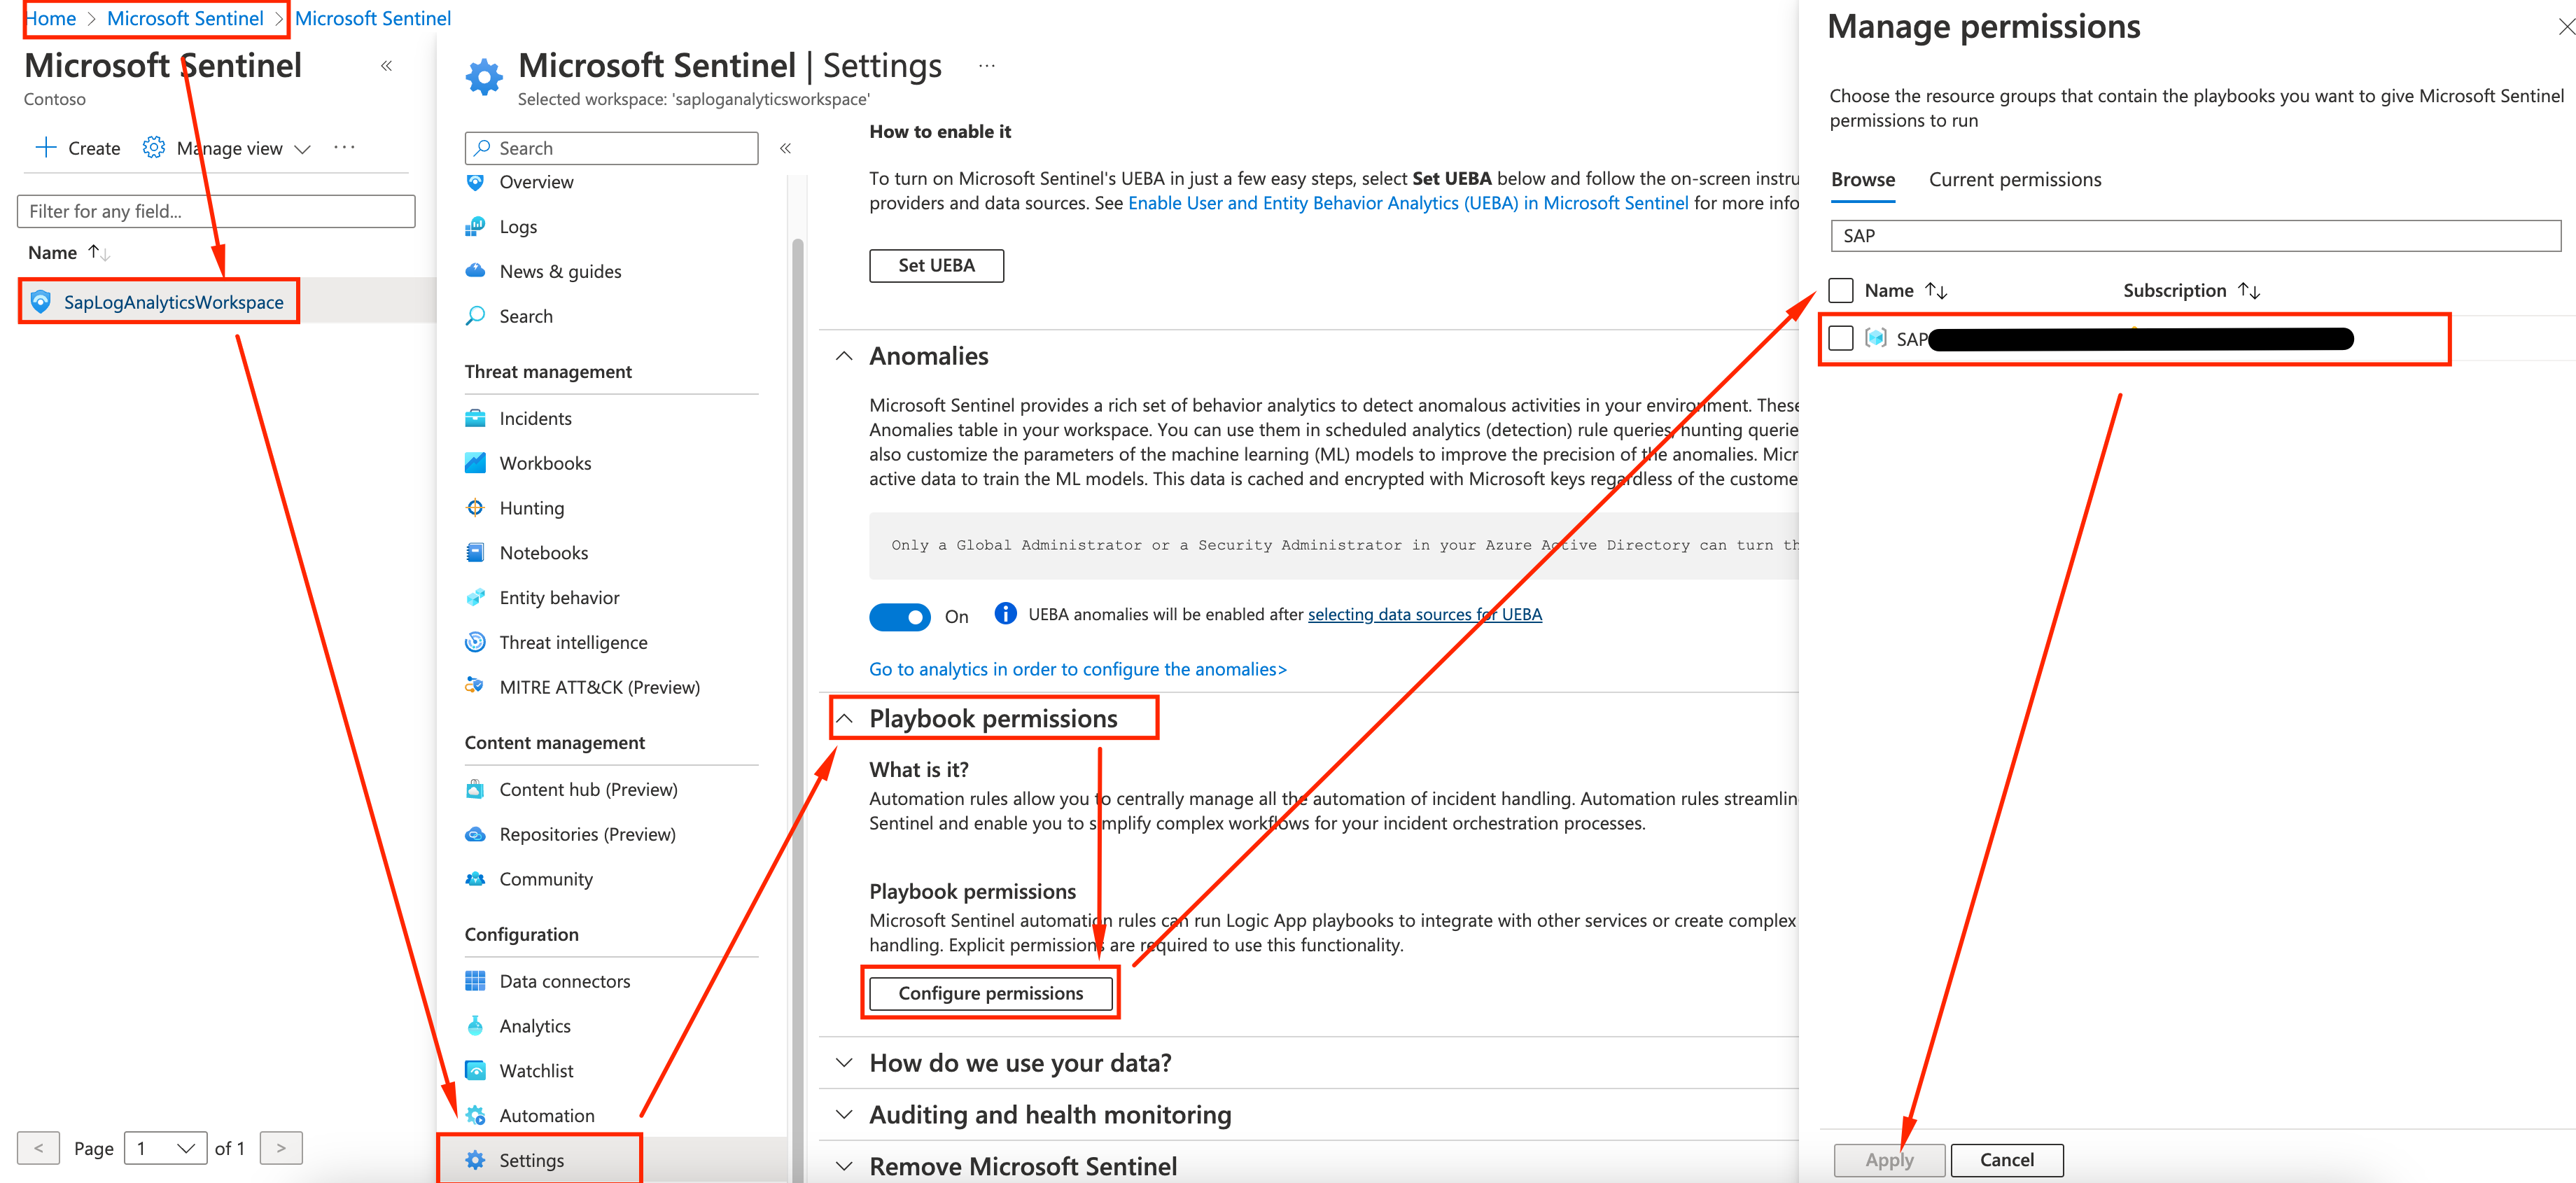 Home > Microsoft Sentinel > Microsoft Sentinel
Microsoft Sentinel
Contoso
Create
Manage view
Filter for any field...
Name
SapLogAnalyticsWorkspace
< Page 1 of 1 >
Microsoft Sentinel | Settings
Selected workspace: 'saploganalyticsworkspace'
Search
Overview
Logs
News & guides
Search
Threat management
Incidents
Workbooks
Hunting
Notebooks
Entity behavior
Threat intelligence
MITRE ATT&CK (Preview)
Content management
Content hub (Preview)
Repositories (Preview)
Community
Configuration
Data connectors
Analytics
Watchlist
Automation
Settings
How to enable it
To turn on Microsoft Sentinel's UEBA in just a few easy steps, select Set UEBA below and follow the on-screen instru
providers and data sources. See Enable User and Entity Behavior Analytics (UEBA) in Microsoft Sentinel for more info
Set UEBA
Anomalies
Microsoft Sentinel provides a rich set of behavior analytics to detect anomalous activities in your environment. These
Anomalies table in your workspace. You can use them in scheduled analytics (detection) rule queries, hunting querie
also customize the parameters of the machine learning (ML) models to improve the precision of the anomalies. Micr
active data to train the ML models. This data is cached and encrypted with Microsoft keys regardless of the custome
Only a Global Administrator or a Security Administrator in your Azure Active Directory can turn th
On
UEBA anomalies will be enabled after selecting data sources for UEBA
Go to analytics in order to configure the anomalies>
Playbook permissions
What is it?
Automation rules allow you to centrally manage all the automation of incident handling. Automation rules streamlin
Sentinel and enable you to simplify complex workflows for your incident orchestration processes.
Playbook permissions
Microsoft Sentinel automation rules can run Logic App playbooks to integrate with other services or create complex
handling. Explicit permissions are required to use this functionality.
Configure permissions
How do we use your data?
Auditing and health monitoring
Remove Microsoft Sentinel
Manage permissions
Choose the resource groups that contain the playbooks you want to give Microsoft Sentinel
permissions to run
Browse
Current permissions
SAP
Name
Subscription
SAP
Apply
Cancel